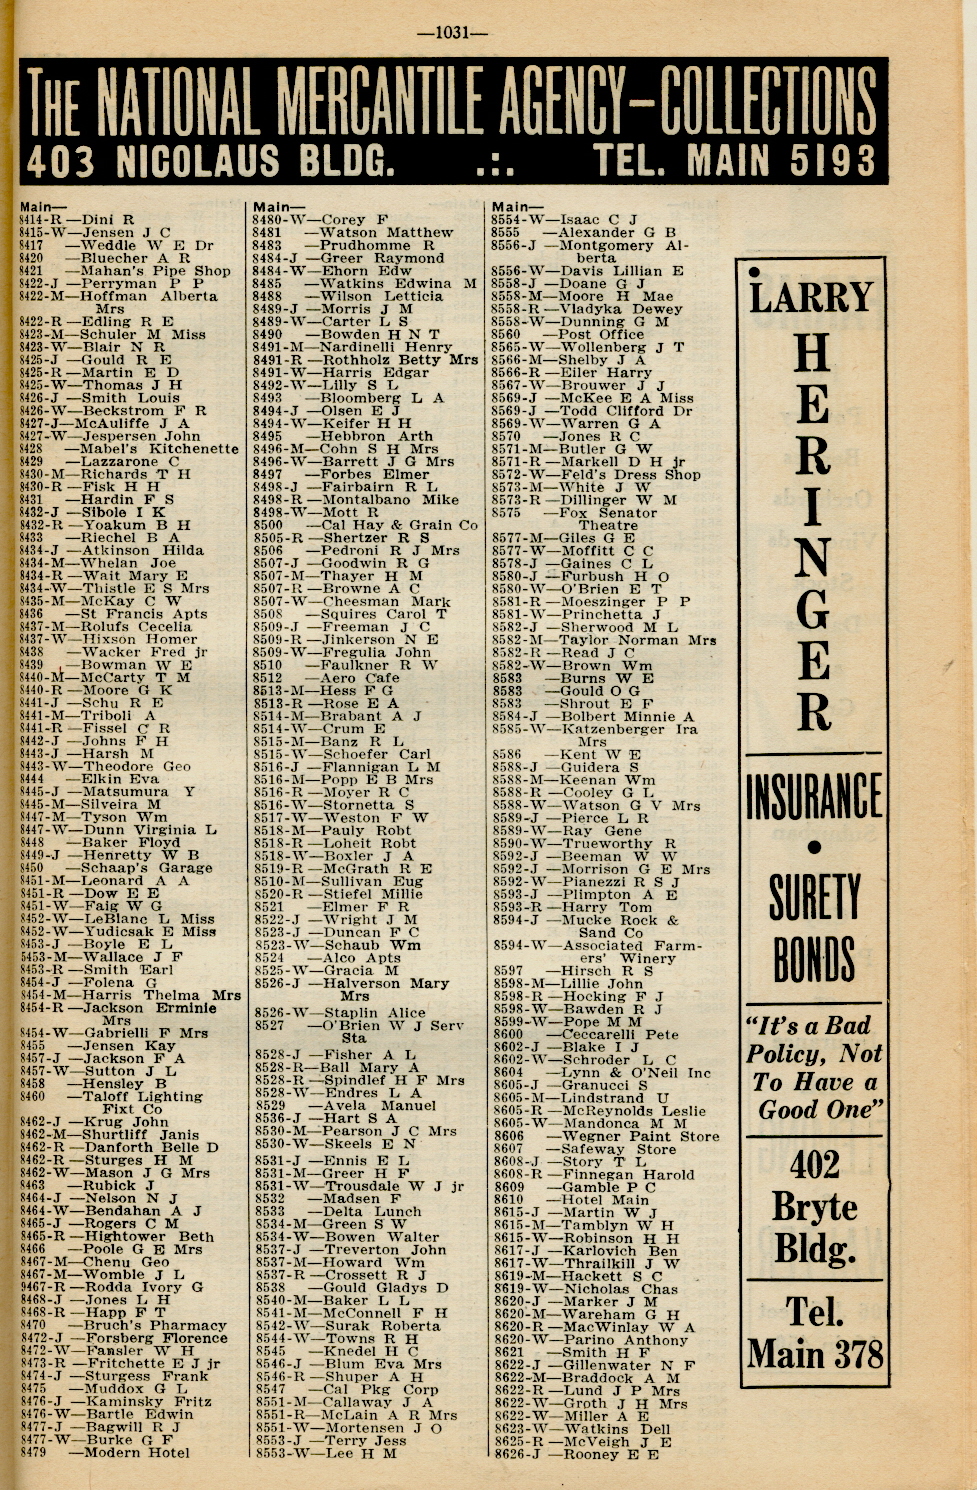 —1031—
THE NATIONAL MERCANTILE AGENCY–COLLECTIONS
403 NICOLAUS BLDG. .:. TEL. MAIN 5193
Main—
8414-R —Dini R
8415-W—Jensen J C
8417 —Weddle W E Dr
8420 —Bluecher A R
8421 —Mahan's Pipe Shop
8422-J —Perryman P P
8422-M—Hoffman Alberta
Mrs
8422-R —Edling R E
8423-M—Schuler M Miss
8423-W—Blair N R
8425-J —Gould R E
8425-R —Martin E D
8425-W—Thomas J H
8426-J —Smith Louis
8426-W—Beckstrom F R
8427-J—McAuliffe J A
8427-W—Jespersen John
8428 —Mabel's Kitchenette
8429 —Lazzarone C
8430-M—Richards T H
8430-R —Fisk H H
8431 —Hardin F S
8432-J —Sibole I K
8432-R —Yoakum B H
8433 —Riechel B A
8434-J —Atkinson Hilda
8434-M—Whelan Joe
8434-R —Wait Mary E
8434-W—Thistle E S Mrs
8435-M—McKay C W
8436 —St Francis Apts
8437-M—Rolufs Cecelia
8437-W—Hixson Homer
8438 —Wacker Fred jr
8439 —Bowman W E
8440-M—McCarty T M
8440-R —Moore G K
8441-J —Schu R E
8441-M—Triboli A
8441-R —Fissel C R
8442-J —Johns F H
8443-J —Harsh M
8443-W—Theodore Geo
8444 —Elkin Eva
8445-J —Matsumura Y
8445-M—Silveira M
8447-M—Tyson Wm
8447-W—Dunn Virginia L
8448 —Baker Floyd
8449-J —Henretty W B
8450 —Schaap's Garage
8451-M—Leonard A A
8451-R —Dow E E
8451-W—Faig W G
8452-W—LeBlanc L Miss
8452-W—Yudicsak E Miss
8453-J —Boyle E L
5453-M—Wallace J F
8453-R —Smith Earl
8454-J —Folena G
8454-M—Harris Thelma Mrs
8454-R —Jackson Erminie
Mrs
8454-W—Gabrielli F Mrs
8455 —Jensen Kay
8457-J —Jackson F A
8457-W—Sutton J L
8458 —Hensley B
8460 —Taloff Lighting
Fixt Co
8462-J —Krug John
8462-M—Shurtliff Janis
8462-R —Danforth Belle D
8462-R —Sturges H M
8462-W—Mason J G Mrs
8463 —Rubick J
8464-J —Nelson N J
8464-W—Bendahan A J
8465-J —Rogers C M
8465-R —Hightower Beth
8466 —Poole G E Mrs
8467-M—Chenu Geo
8467-M—Womble J L
9467-R —Rodda Ivory G
8468-J —Jones L H
8468-R —Happ F T
8470 —Bruch's Pharmacy
8472-J —Forsberg Florence
8472-W—Fansler W H
8473-R —Fritchette E J jr
8474-J —Sturgess Frank
8475 —Muddox G L
8476-J —Kaminsky Fritz
8476-W—Bartle Edwin
8477-J —Bagwill R J
8477-W—Burke G F
8479 —Modern Hotel
Main—
8480-W—Corey F
8481 —Watson Matthew
8483 —Prudhomme R
8484-J —Greer Raymond
8484-W—Ehorn Edw
8485 —Watkins Edwina M
8488 —Wilson Letticia
8489-J —Morris J M
8489-W—Carter L S
8490 —Bowden H N T
8491-M—Nardinelli Henry
8491-R —Rothholz Betty Mrs
8491-W—Harris Edgar
8492-W—Lilly S L
8493 —Bloomberg L A
8494-J —Olsen E J
8494-W—Keifer H H
8495 —Hebbron Arth
8496-M—Cohn S H Mrs
8496-W—Barrett J G Mrs
8497 —Forbes Elmer
8498-J —Fairbairn R L
8498-R —Montalbano Mike
8498-W—Mott R
8500 —Cal Hay & Grain Co
8505-R —Shertzer R S
8506 —Pedroni R J Mrs
8507-J —Goodwin R G
8507-M—Thayer H M
8507-R —Browne A C
8507-W—Cheesman Mark
8508 —Squires Carol T
8509-J —Freeman J C
8509-R —Jinkerson N E
8509-W—Fregulia John
8510 —Faulkner R W
8512 —Aero Cafe
8513-M—Hess F G
8513-R —Rose E A
8514-M—Brabant A J
8514-W—Crum E
8515-M—Banz R L
8515-W—Schoefer Carl
8516-J —Flannigan L M
8516-M—Popp E B Mrs
8516-R —Moyer R C
8516-W—Stornetta S
8517-W—Weston F W
8518-M—Pauly Robt
8518-R —Loheit Robt
8518-W—Boxler J A
8519-R —McGrath R E
8510-M—Sullivan Eug
8520-R —Stiefel Millie
8521 —Elmer F R
8522-J —Wright J M
8523-J —Duncan F C
8523-W—Schaub Wm
8524 —Alco Apts
8525-W—Gracia M
8526-J —Halverson Mary
Mrs
8526-W—Staplin Alice
8527 —O'Brien W J Serv
Sta
8528-J —Fisher A L
8528-R—Ball Mary A
8528-R —Spindlef H F Mrs
8528-W—Endres L A
8529 —Avela Manuel
8536-J —Hart S A
8530-M—Pearson J C Mrs
8530-W—Skeels E N
8531-J —Ennis E L
8531-M—Greer H F
8531-W—Trousdale W J jr
8532 —Madsen F
8533 —Delta Lunch
8534-M—Green S W
8534-W—Bowen Walter
8537-J —Treverton John
8537-M—Howard Wm
8537-R —Crossett R J
8538 —Gould Gladys D
8540-M—Baker L L
8541-M—McConnell F H
8542-W—Surak Roberta
8544-W—Towns R H
8545 —Knedel H C
8546-J —Blum Eva Mrs
8546-R —Shuper A H
8547 —Cal Pkg Corp
8551-M—Callaway J A
8551-R—McLain A R Mrs
8551-W—Mortensen J O
8553-J —Terry Jess
8553-W—Lee H M
Main—
8554-W—Isaac C J
8555 —Alexander G B
8556-J —Montgomery Al-
berta
8556-W—Davis Lillian E
8558-J —Doane G J
8558-M—Moore H Mae
8558-R —Vladyka Dewey
8558-W—Dunning G M
8560 —Post Office
8565-W—Wollenberg J T
8566-M—Shelby J A
8566-R —Eiler Harry
8567-W—Brouwer J J
8569-J —McKee E A Miss
8569-J —Todd Clifford Dr
8569-W—Warren G A
8570 —Jones R C
8571-M—Butler G W
8571-R —Markell D H jr
8572-W—Feld's Dress Shop
8573-M—White J W
8573-R —Dillinger W M
8575 —Fox Senator
Theatre
8577-M—Giles G E
8577-W—Moffitt C C
8578-J —Gaines C L
8580-J —Furbush H O
8580-W—O'Brien E T
8581-R —Moeszinger P P
8581-W—Princhetta J
8582-J —Sherwood M L
8582-M—Taylor Norman Mrs
8582-R —Read J C
8582-W—Brown Wm
8583 —Burns W E
8583 —Gould O G
8583 —Shrout E F
8584-J —Bolbert Minnie A
8585-W—Katzenberger Ira
Mrs
8586 —Kent W E
8588-J —Guidera S
8588-M—Keenan Wm
8588-R —Cooley G L
8588-W—Watson G V Mrs
8589-J —Pierce L R
8589-W—Ray Gene
8590-W—Trueworthy R
8592-J —Beeman W W
8592-J —Morrison G E Mrs
8592-W—Pianezzi R S J
8593-J —Plimpton A E
8593-R —Harry Tom
8594-J —Mucke Rock &
Sand Co
8594-W—Associated Farm-
ers' Winery
8597 —Hirsch R S
8598-M—Lillie John
8598-R —Hocking F J
8598-W—Bawden R J
8599-W—Pope M M
8600 —Ceccarelli Pete
8602-J —Blake I J
8602-W—Schroder L C
8604 —Lynn & O'Neil Inc
8605-J —Granucci S
8605-M—Lindstrand U
8605-R —McReynolds Leslie
8605-W—Mandonca M M
8606 —Wegner Paint Store
8607 —Safeway Store
8608-J —Story T L
8608-R —Finnegan Harold
8609 —Gamble P C
8610 —Hotel Main
8615-J —Martin W J
8615-M—Tamblyn W H
8615-W—Robinson H H
8617-J —Karlovich Ben
8617-W—Thrailkill J W
8619-M—Hackett S C
8619-W—Nicholas Chas
8620-J —Marker J M
8620-M—Wareham G H
8620-R —MacWinlay W A
8620-W—Parino Anthony
8621 —Smith H F
8622-J —Gillenwater N F
8622-M—Braddock A M
8622-R —Lund J P Mrs
8622-W—Groth J H Mrs
8622-W—Miller A E
8623-W—Watkins Dell
8625-R —McVeigh J E
8626-J —Rooney E E
LARRY
H
E
R
I
N
G
E
R
INSURANCE
•
SURETY
BONDS
"It's a Bad
Policy, Not
To Have a
Good One"
402
Bryte
Bldg.
Tel.
Main 378